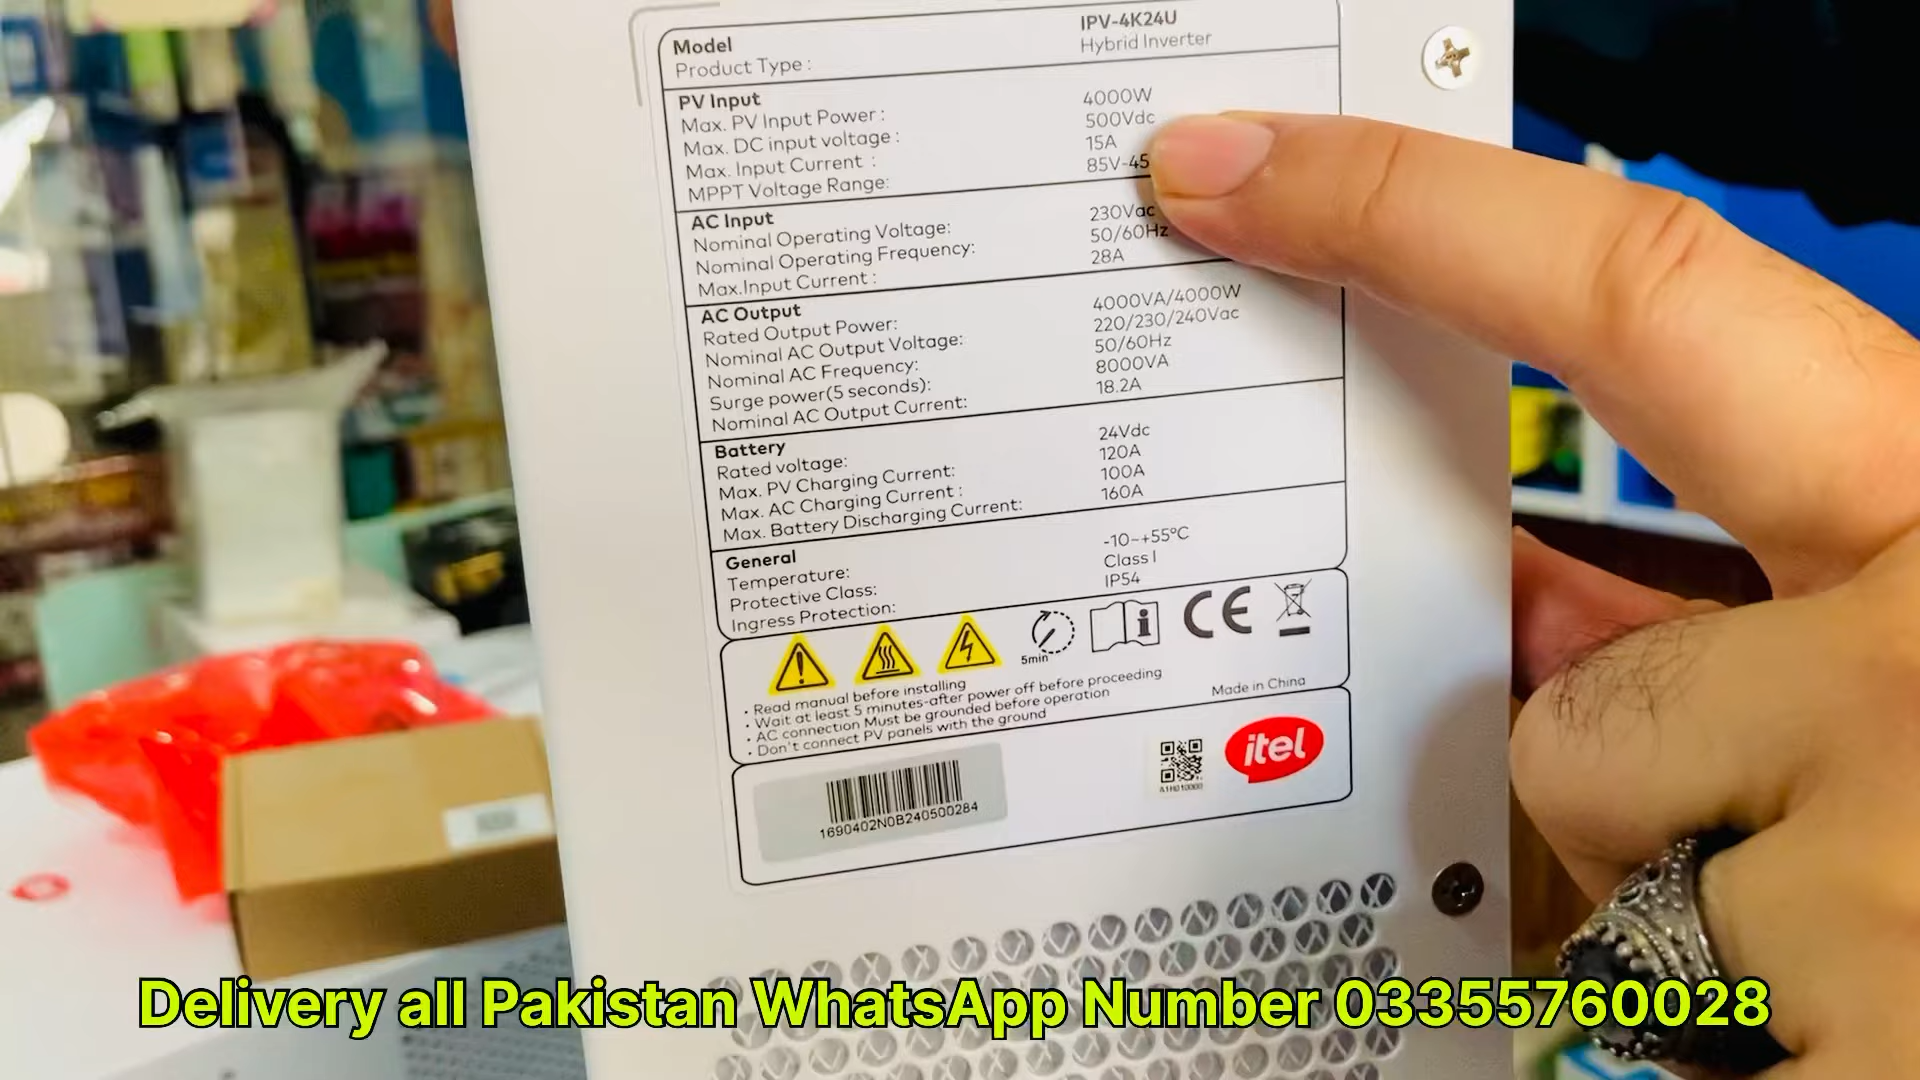 Model IPV-4K24U
Product Type : Hybrid Inverter
PV Input
Max. PV Input Power : 4000W
Max. DC input voltage : 500Vdc
Max. Input Current : 15A
MPPT Voltage Range: 85V-45
AC Input
Nominal Operating Voltage: 230Vac
Nominal Operating Frequency: 50/60Hz
Max.Input Current : 28A
AC Output
Rated Output Power: 4000VA/4000W
Nominal AC Output Voltage: 220/230/240Vac
Nominal AC Frequency: 50/60Hz
Surge power(5 seconds): 8000VA
Nominal AC Output Current: 18.2A
Battery
Rated voltage: 24Vdc
Max. PV Charging Current: 120A
Max. AC Charging Current : 100A
Max. Battery Discharging Current: 160A
General
Temperature: -10~+55°C
Protective Class: Class I
Ingress Protection: IP54
5min
CE
• Read manual before installing
• Wait at least 5 minutes-after power off before proceeding
• AC connection Must be grounded before operation
• Don't connect PV panels with the ground
Made in China
itel
A1H010000
1690402N0B240500284
Delivery all Pakistan WhatsApp Number 03355760028